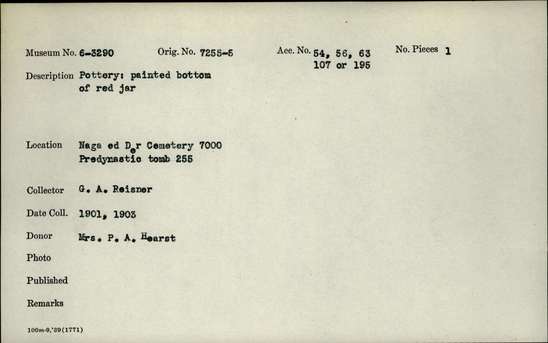 Museum No. 6-3290 Orig. No. 7255-5 Acc. No. 54, 56, 63 No. Pieces 1
107 or 195
Description Pottery: painted bottom
of red jar
Location Naga ed Der Cemetery 7000
Predynastic tomb 255
Collector G. A. Reisner
Date Coll. 1901, 1903
Donor Mrs. P. A. Hearst
Photo
Published
Remarks
100m-9,'39(1771)